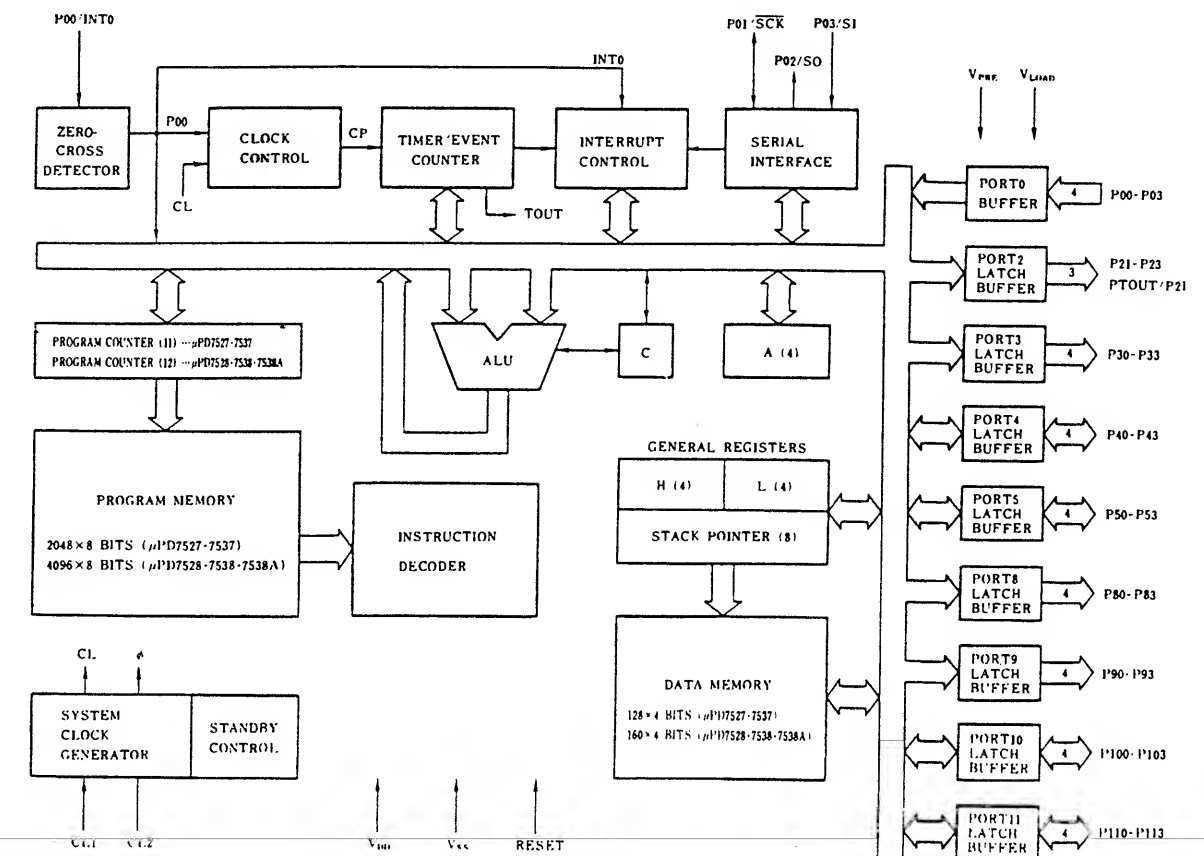 P00/INT0
P01/SCK
P03/SI
P02/SO
INT0
VPRE
VLOAD
ZERO-
CROSS
DETECTOR
P00
CLOCK
CONTROL
CP
TIMER/EVENT
COUNTER
INTERRUPT
CONTROL
SERIAL
INTERFACE
CL
TOUT
PORT0
BUFFER
4
P00-P03
PORT2
LATCH
BUFFER
3
P21-P23
PTOUT/P21
PROGRAM COUNTER (11) ···μPD7527·7537
PROGRAM COUNTER (12) ···μPD7528·7538·7538A
ALU
C
A (4)
PORT3
LATCH
BUFFER
4
P30-P33
PORT4
LATCH
BUFFER
4
P40-P43
GENERAL REGISTERS
H (4)
L (4)
STACK POINTER (8)
PROGRAM MEMORY
2048×8 BITS (μPD7527·7537)
4096×8 BITS (μPD7528·7538·7538A)
INSTRUCTION
DECODER
PORT5
LATCH
BUFFER
4
P50-P53
PORT8
LATCH
BUFFER
4
P80-P83
CL
φ
SYSTEM
CLOCK
GENERATOR
STANDBY
CONTROL
DATA MEMORY
128×4 BITS (μPD7527·7537)
160×4 BITS (μPD7528·7538·7538A)
PORT9
LATCH
BUFFER
4
P90-P93
PORT10
LATCH
BUFFER
4
P100-P103
PORT11
LATCH
BUFFER
4
P110-P113
CL1
CL2
VDD
VSS
RESET